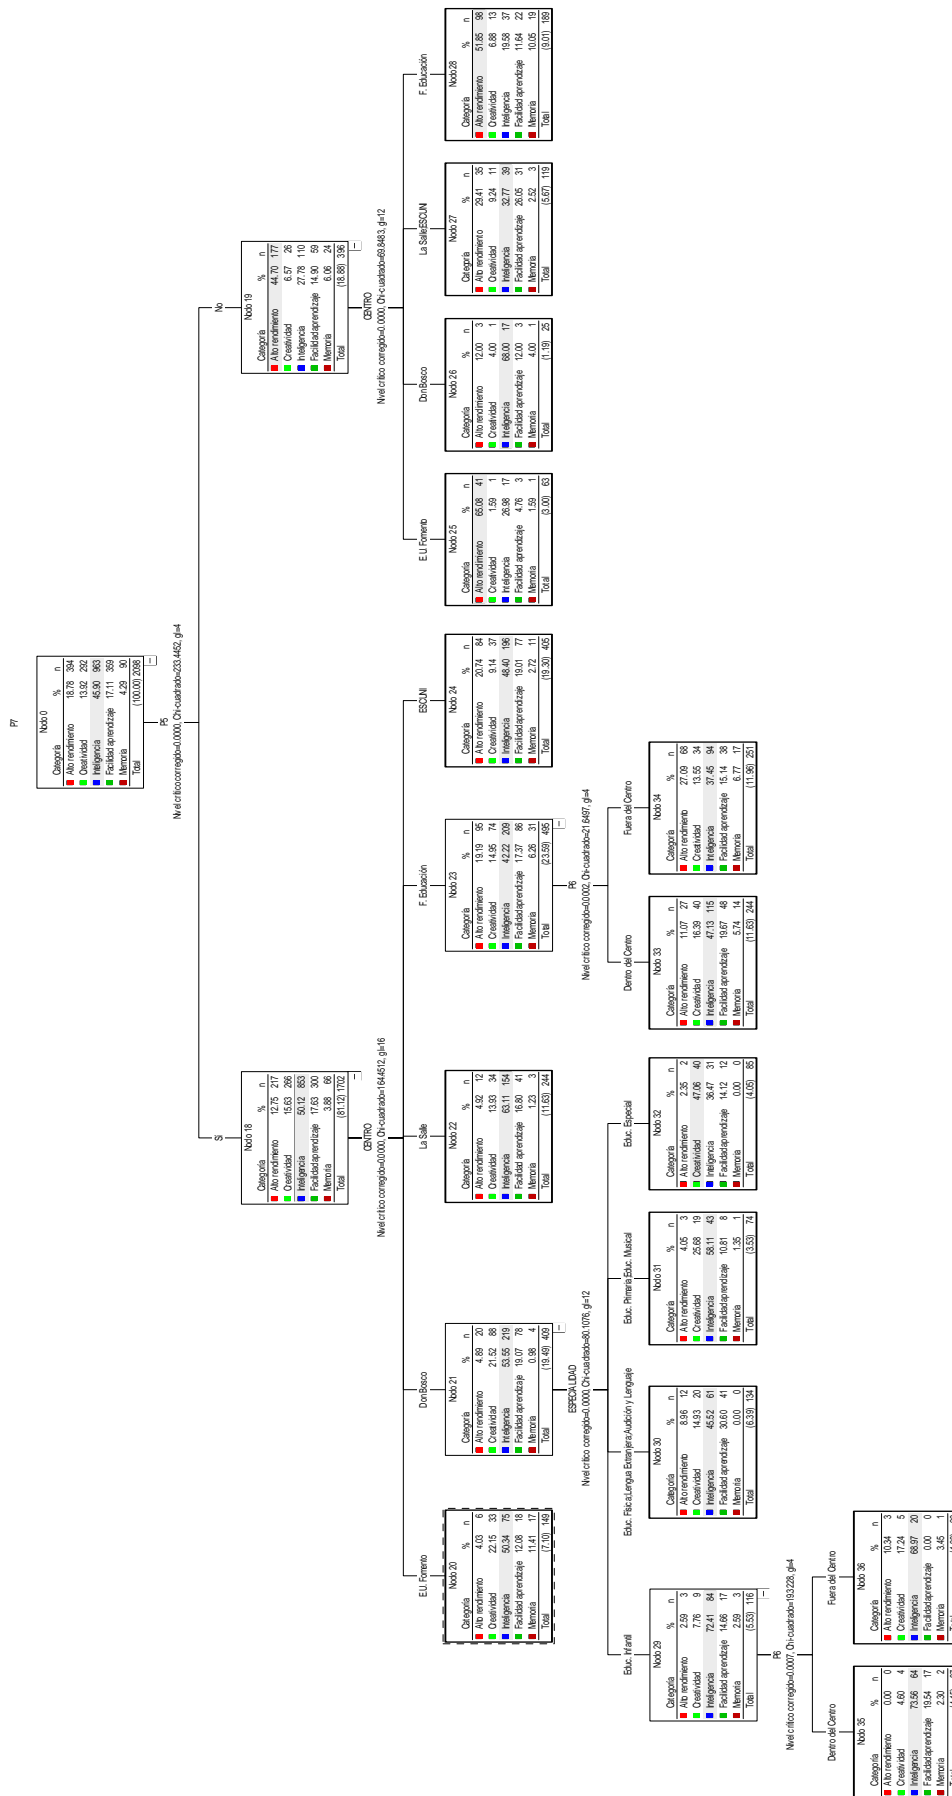 P7
Nodo 0
Categoría % n
Alto rendimiento 18.78 394
Creatividad 13.92 292
Inteligencia 45.90 963
Facilidad aprendizaje 17.11 359
Memoria 4.29 90
Total (100.00) 2098
P5
Nivel crítico corregido=0.0000, Chi-cuadrado=233.4452, gl=4
Sí
Nodo 18
Categoría % n
Alto rendimiento 12.75 217
Creatividad 15.63 266
Inteligencia 50.12 853
Facilidad aprendizaje 17.63 300
Memoria 3.88 66
Total (81.12) 1702
No
Nodo 19
Categoría % n
Alto rendimiento 44.70 177
Creatividad 6.57 26
Inteligencia 27.78 110
Facilidad aprendizaje 14.90 59
Memoria 6.06 24
Total (18.88) 396
CENTRO
Nivel crítico corregido=0.0000, Chi-cuadrado=164.4512, gl=16
CENTRO
Nivel crítico corregido=0.0000, Chi-cuadrado=69.8483, gl=12
E.U. Fomento
Nodo 20
Categoría % n
Alto rendimiento 4.03 6
Creatividad 22.15 33
Inteligencia 50.34 75
Facilidad aprendizaje 12.08 18
Memoria 11.41 17
Total (7.10) 149
Don Bosco
Nodo 21
Categoría % n
Alto rendimiento 4.89 20
Creatividad 21.52 88
Inteligencia 53.55 219
Facilidad aprendizaje 19.07 78
Memoria 0.98 4
Total (19.49) 409
La Salle
Nodo 22
Categoría % n
Alto rendimiento 4.92 12
Creatividad 13.93 34
Inteligencia 63.11 154
Facilidad aprendizaje 16.80 41
Memoria 1.23 3
Total (11.63) 244
F. Educación
Nodo 23
Categoría % n
Alto rendimiento 19.19 95
Creatividad 14.95 74
Inteligencia 42.22 209
Facilidad aprendizaje 17.37 86
Memoria 6.26 31
Total (23.59) 495
ESCUNI
Nodo 24
Categoría % n
Alto rendimiento 20.74 84
Creatividad 9.14 37
Inteligencia 48.40 196
Facilidad aprendizaje 19.01 77
Memoria 2.72 11
Total (19.30) 405
E.U. Fomento
Nodo 25
Categoría % n
Alto rendimiento 65.08 41
Creatividad 1.59 1
Inteligencia 26.98 17
Facilidad aprendizaje 4.76 3
Memoria 1.59 1
Total (3.00) 63
Don Bosco
Nodo 26
Categoría % n
Alto rendimiento 12.00 3
Creatividad 4.00 1
Inteligencia 68.00 17
Facilidad aprendizaje 12.00 3
Memoria 4.00 1
Total (1.19) 25
La Salle;ESCUNI
Nodo 27
Categoría % n
Alto rendimiento 29.41 35
Creatividad 9.24 11
Inteligencia 32.77 39
Facilidad aprendizaje 26.05 31
Memoria 2.52 3
Total (5.67) 119
F. Educación
Nodo 28
Categoría % n
Alto rendimiento 51.85 98
Creatividad 6.88 13
Inteligencia 19.58 37
Facilidad aprendizaje 11.64 22
Memoria 10.05 19
Total (9.01) 189
ESPECIALIDAD
Nivel crítico corregido=0.0000, Chi-cuadrado=80.1076, gl=12
P6
Nivel crítico corregido=0.0002, Chi-cuadrado=21.6497, gl=4
Educ. Infantil
Nodo 29
Categoría % n
Alto rendimiento 2.59 3
Creatividad 7.76 9
Inteligencia 72.41 84
Facilidad aprendizaje 14.66 17
Memoria 2.59 3
Total (5.53) 116
Educ. Física;Lengua Extranjera;Audición y Lenguaje
Nodo 30
Categoría % n
Alto rendimiento 8.96 12
Creatividad 14.93 20
Inteligencia 45.52 61
Facilidad aprendizaje 30.60 41
Memoria 0.00 0
Total (6.39) 134
Educ. Primaria;Educ. Musical
Nodo 31
Categoría % n
Alto rendimiento 4.05 3
Creatividad 25.68 19
Inteligencia 58.11 43
Facilidad aprendizaje 10.81 8
Memoria 1.35 1
Total (3.53) 74
Educ. Especial
Nodo 32
Categoría % n
Alto rendimiento 2.35 2
Creatividad 47.06 40
Inteligencia 36.47 31
Facilidad aprendizaje 14.12 12
Memoria 0.00 0
Total (4.05) 85
Dentro del Centro
Nodo 33
Categoría % n
Alto rendimiento 11.07 27
Creatividad 16.39 40
Inteligencia 47.13 115
Facilidad aprendizaje 19.67 48
Memoria 5.74 14
Total (11.63) 244
Fuera del Centro
Nodo 34
Categoría % n
Alto rendimiento 27.09 68
Creatividad 13.55 34
Inteligencia 37.45 94
Facilidad aprendizaje 15.14 38
Memoria 6.77 17
Total (11.96) 251
P6
Nivel crítico corregido=0.0007, Chi-cuadrado=19.3228, gl=4
Dentro del Centro
Nodo 35
Categoría % n
Alto rendimiento 0.00 0
Creatividad 4.60 4
Inteligencia 73.56 64
Facilidad aprendizaje 19.54 17
Memoria 2.30 2
Fuera del Centro
Nodo 36
Categoría % n
Alto rendimiento 10.34 3
Creatividad 17.24 5
Inteligencia 68.97 20
Facilidad aprendizaje 0.00 0
Memoria 3.45 1